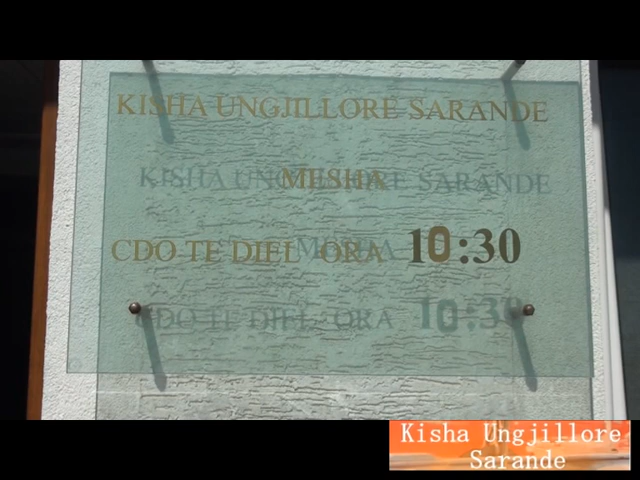 KISHA UNGJILLORE SARANDE
MESHA
CDO TE DIEL ORA 10:30
Kisha Ungjillore
Sarande